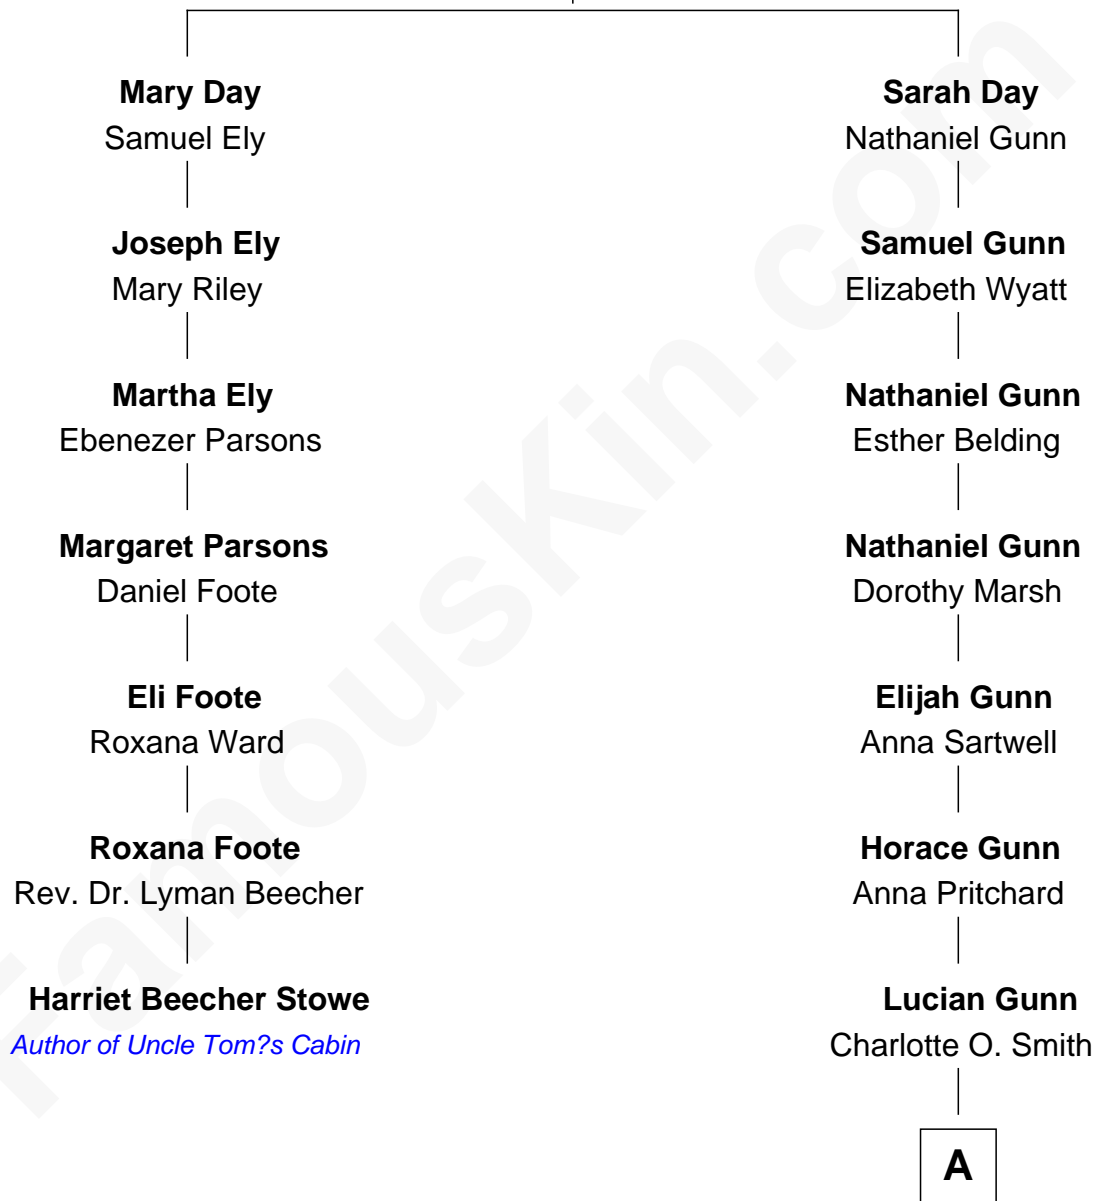 Mary Day
Samuel Ely
Joseph Ely
Mary Riley
Martha Ely
Ebenezer Parsons
Margaret Parsons
Daniel Foote
Eli Foote
Roxana Ward
Roxana Foote
Rev. Dr. Lyman Beecher
Harriet Beecher Stowe
Author of Uncle Tom?s Cabin
Sarah Day
Nathaniel Gunn
Samuel Gunn
Elizabeth Wyatt
Nathaniel Gunn
Esther Belding
Nathaniel Gunn
Dorothy Marsh
Elijah Gunn
Anna Sartwell
Horace Gunn
Anna Pritchard
Lucian Gunn
Charlotte O. Smith
A
FamousKin.com